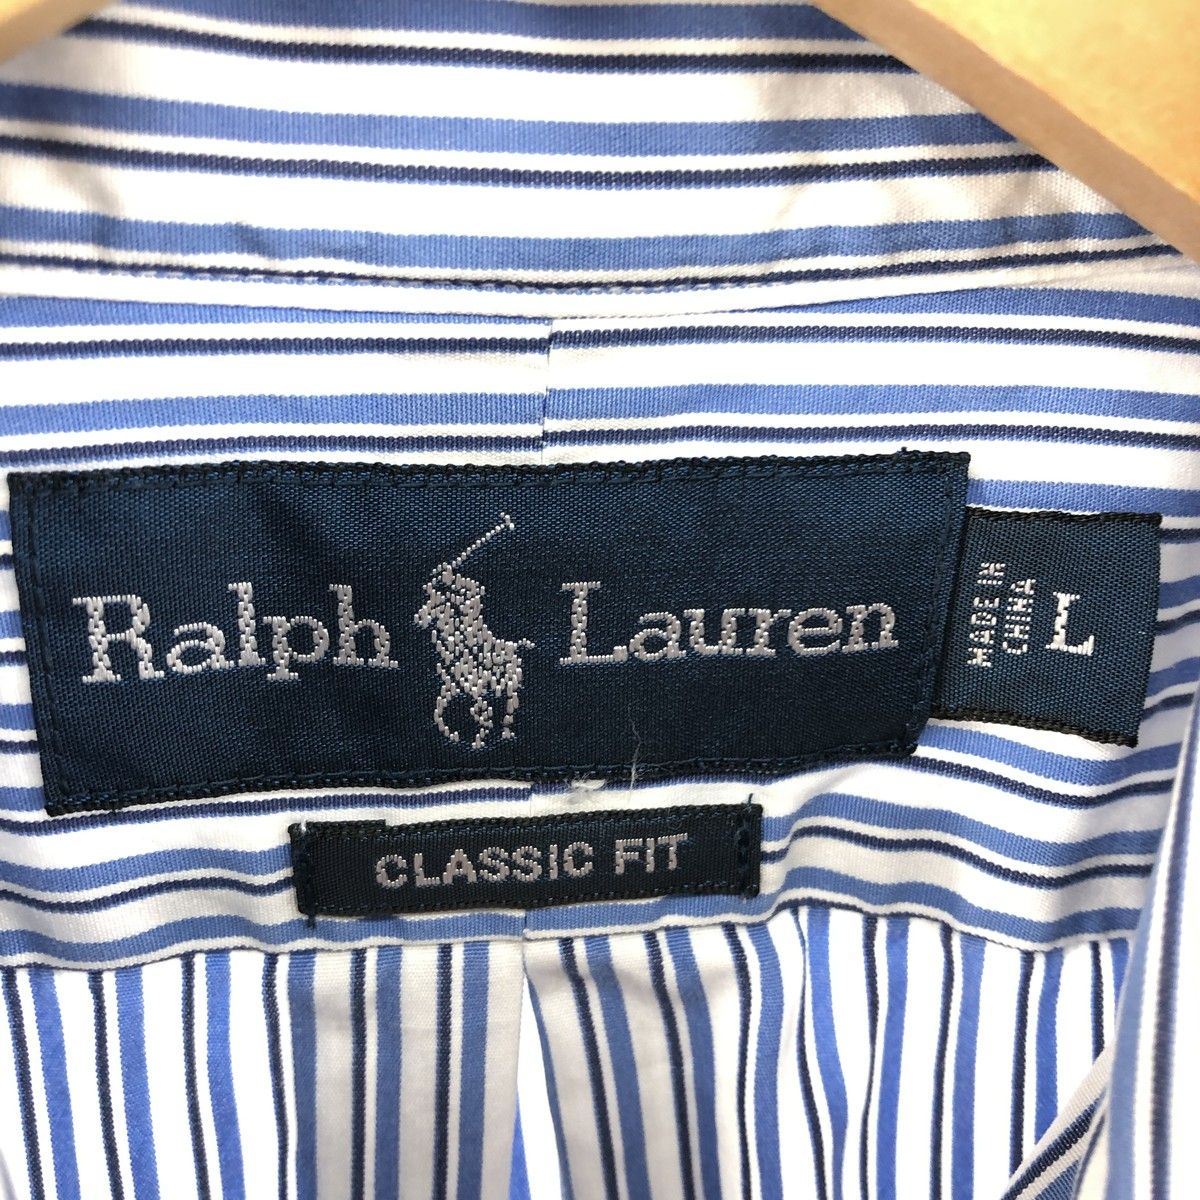 Ralph Lauren
MADE IN
CHINA
L
CLASSIC FIT